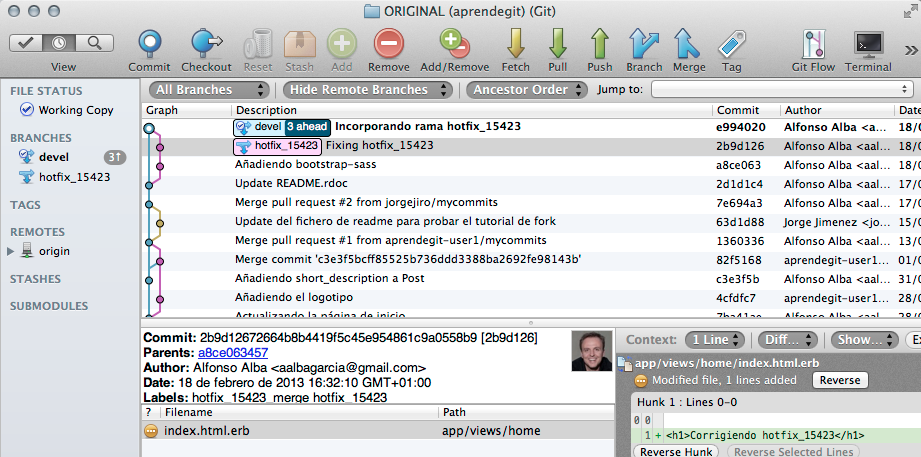 ORIGINAL (aprendegit) (Git)
View Commit Checkout Reset Stash Add Remove Add/Remove Fetch Pull Push Branch Merge Tag Git Flow Terminal
All Branches Hide Remote Branches Ancestor Order Jump to:
FILE STATUS
Working Copy
BRANCHES
devel 3↑
hotfix_15423
TAGS
REMOTES
origin
STASHES
SUBMODULES
Graph Description Commit Author Date
devel 3 ahead Incorporando rama hotfix_15423 e994020 Alfonso Alba <a... 18/0
hotfix_15423 Fixing hotfix_15423 2b9d126 Alfonso Alba <aal... 18/0
Añadiendo bootstrap-sass a8ce063 Alfonso Alba <aal... 18/0
Update README.rdoc 2d1d1c4 Alfonso Alba <aal... 17/0
Merge pull request #2 from jorgejiro/mycommits 7e694a3 Alfonso Alba <aal... 17/0
Update del fichero de readme para probar el tutorial de fork 63d1d88 Jorge Jimenez <jo... 15/0
Merge pull request #1 from aprendegit-user1/mycommits 1360336 Alfonso Alba <aal... 13/0
Merge commit 'c3e3f5bcff85525b736ddd3388ba2692fe98143b' 82f5168 aprendegit-user1... 01/0
Añadiendo short_description a Post c3e3f5b Alfonso Alba <aal... 31/0
Añadiendo el logotipo 4cfdfc7 aprendegit-user1... 28/0
Actualizando la página de inicio 7ba41ae Alfonso Alba <aal... 28/0
Commit: 2b9d12672664b8b4419f5c45e954861c9a0558b9 [2b9d126]
Parents: a8ce063457
Author: Alfonso Alba <aalbagarcia@gmail.com>
Date: 18 de febrero de 2013 16:32:10 GMT+01:00
Labels: hotfix_15423_merge hotfix_15423
? Filename Path
index.html.erb app/views/home
Context: 1 Line Diff... Show... E
app/views/home/index.html.erb
Modified file, 1 lines added Reverse
Hunk 1 : Lines 0-0
0 0
1 + <h1>Corrigiendo hotfix_15423</h1>
Reverse Hunk Reverse Selected Lines